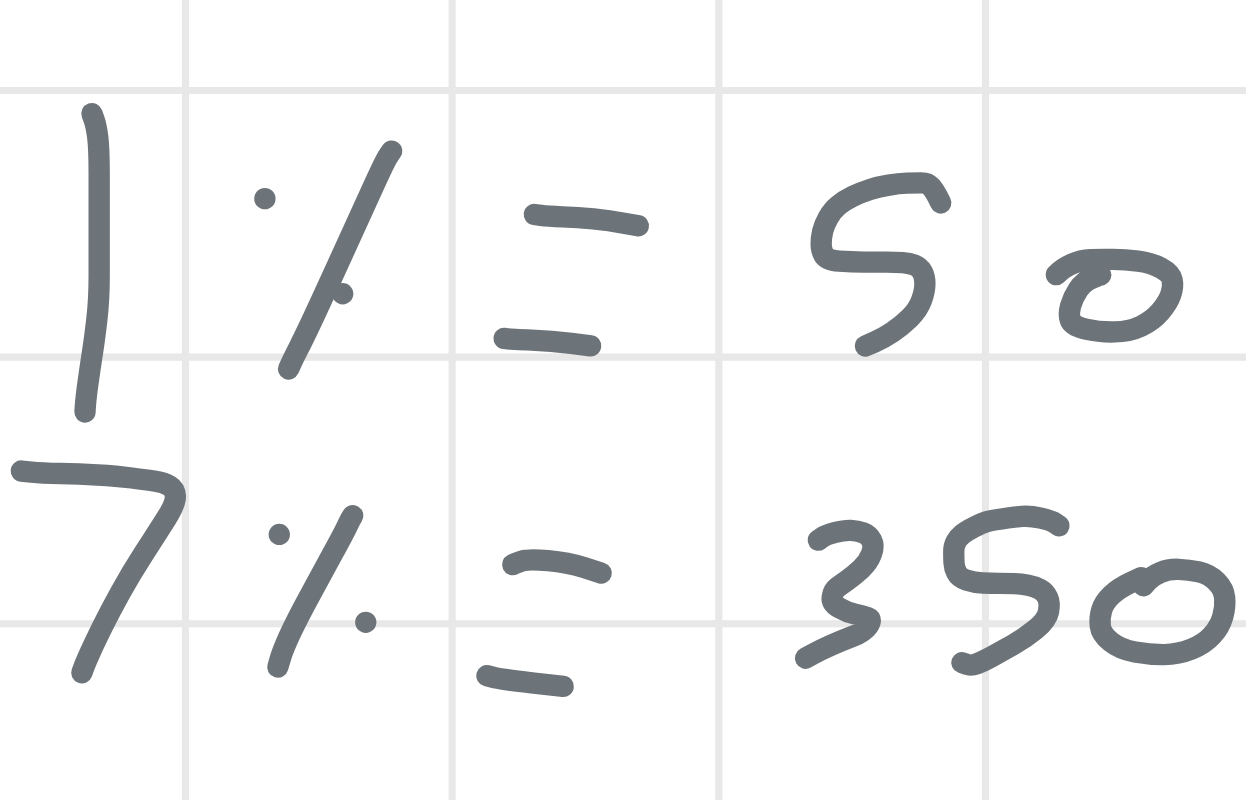 1% = 50
7% = 350